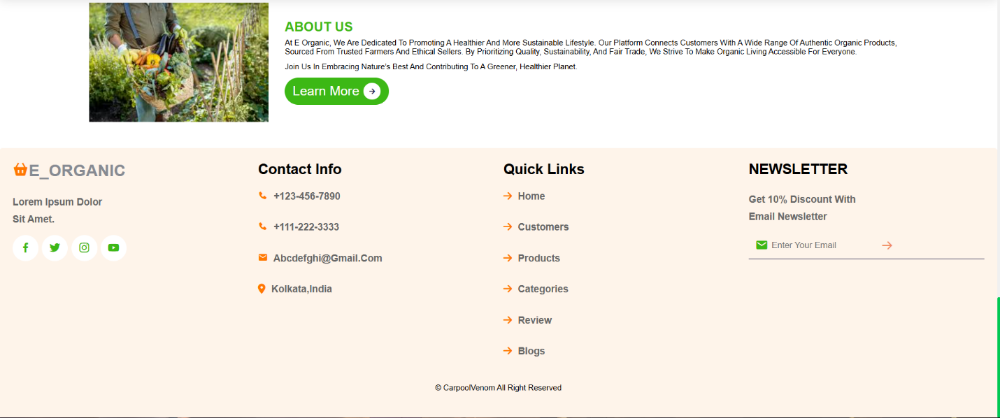 ABOUT US
At E Organic, We Are Dedicated To Promoting A Healthier And More Sustainable Lifestyle. Our Platform Connects Customers With A Wide Range Of Authentic Organic Products,
Sourced From Trusted Farmers And Ethical Sellers. By Prioritizing Quality, Sustainability, And Fair Trade, We Strive To Make Organic Living Accessible For Everyone.
Join Us In Embracing Nature's Best And Contributing To A Greener, Healthier Planet.
Learn More
E_ORGANIC
Lorem Ipsum Dolor
Sit Amet.
Contact Info
+123-456-7890
+111-222-3333
Abcdefghi@Gmail.Com
Kolkata,India
Quick Links
Home
Customers
Products
Categories
Review
Blogs
NEWSLETTER
Get 10% Discount With
Email Newsletter
Enter Your Email
© CarpoolVenom All Right Reserved